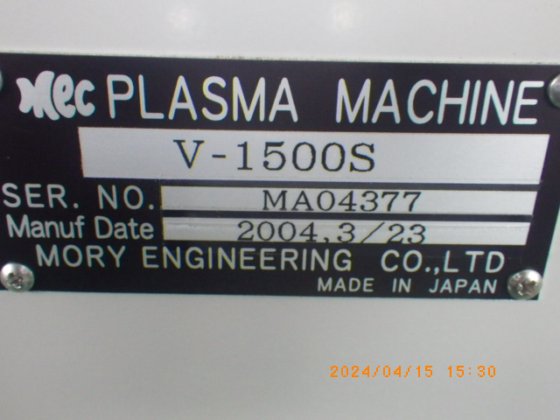 Mec PLASMA MACHINE
V-1500S
SER. NO. MA04377
Manuf Date 2004.3/23
MORY ENGINEERING CO.,LTD
MADE IN JAPAN
2024/04/15 15:30